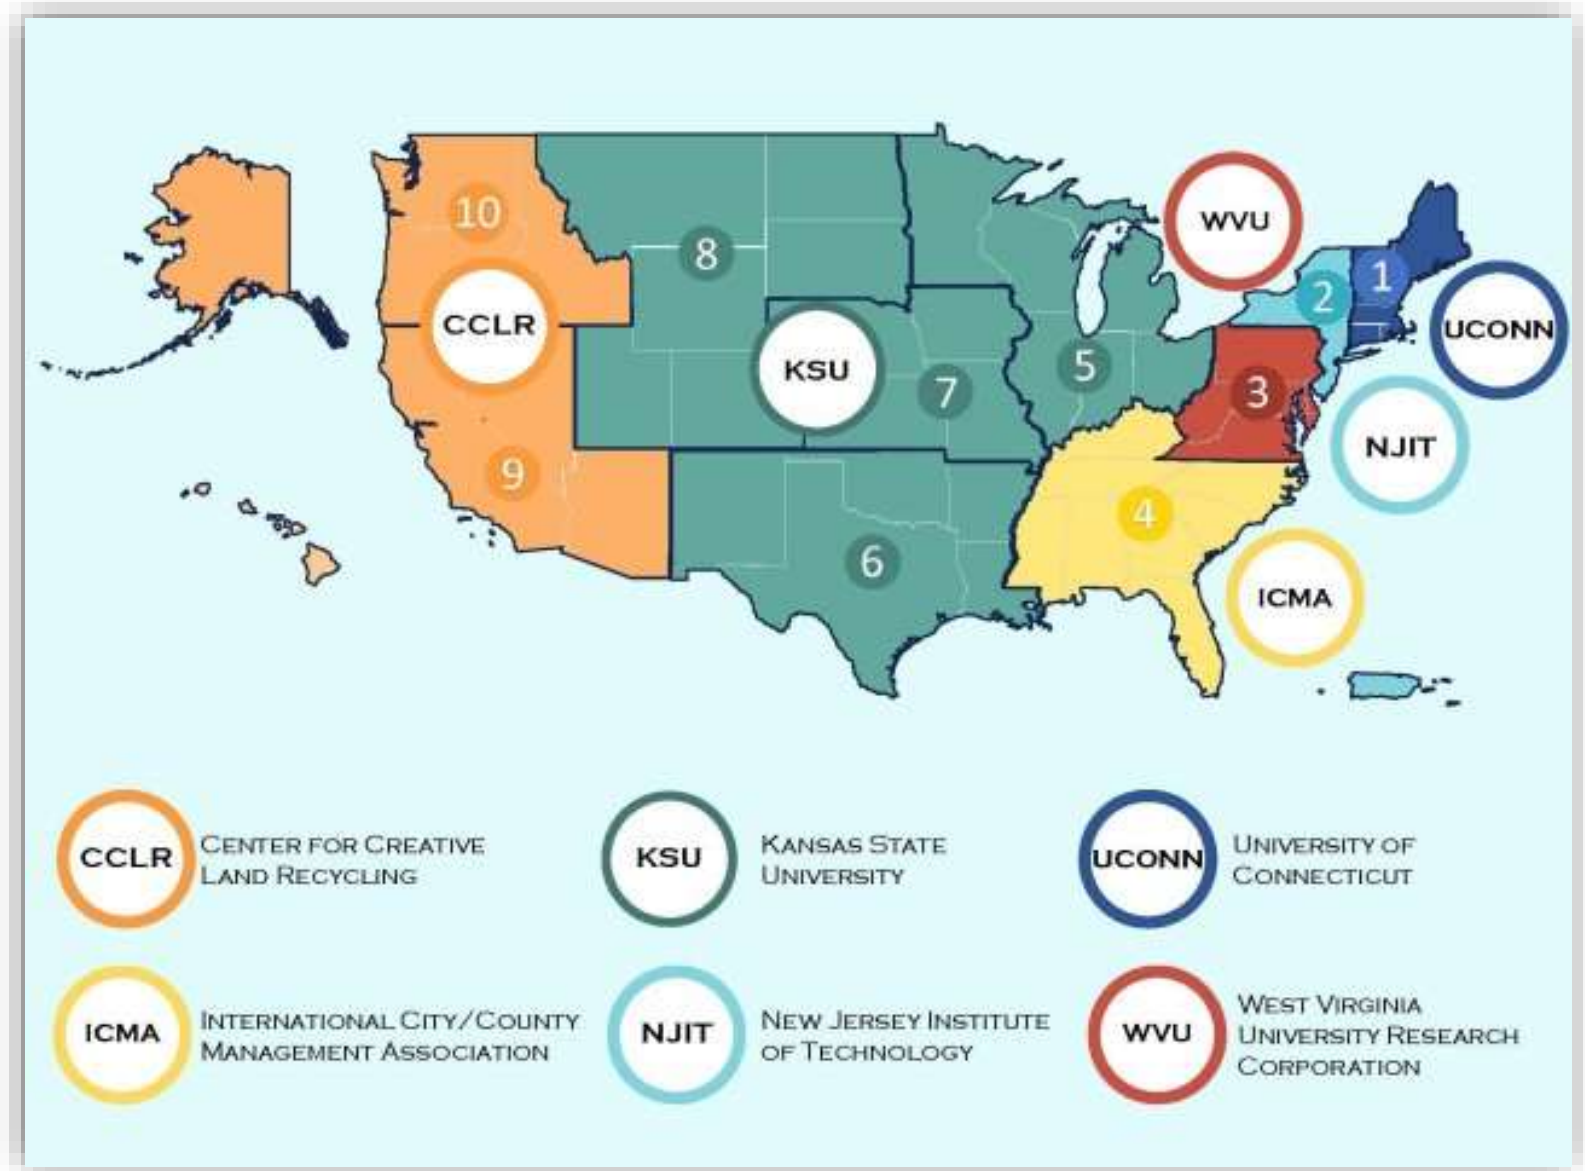 WVU
10
8
1
2
CCLR
UCONN
KSU
5
7
3
NJIT
9
4
6
ICMA
CCLR
CENTER FOR CREATIVE
LAND RECYCLING
KSU
KANSAS STATE
UNIVERSITY
UCONN
UNIVERSITY OF
CONNECTICUT
ICMA
INTERNATIONAL CITY/COUNTY
MANAGEMENT ASSOCIATION
NJIT
NEW JERSEY INSTITUTE
OF TECHNOLOGY
WVU
WEST VIRGINIA
UNIVERSITY RESEARCH
CORPORATION